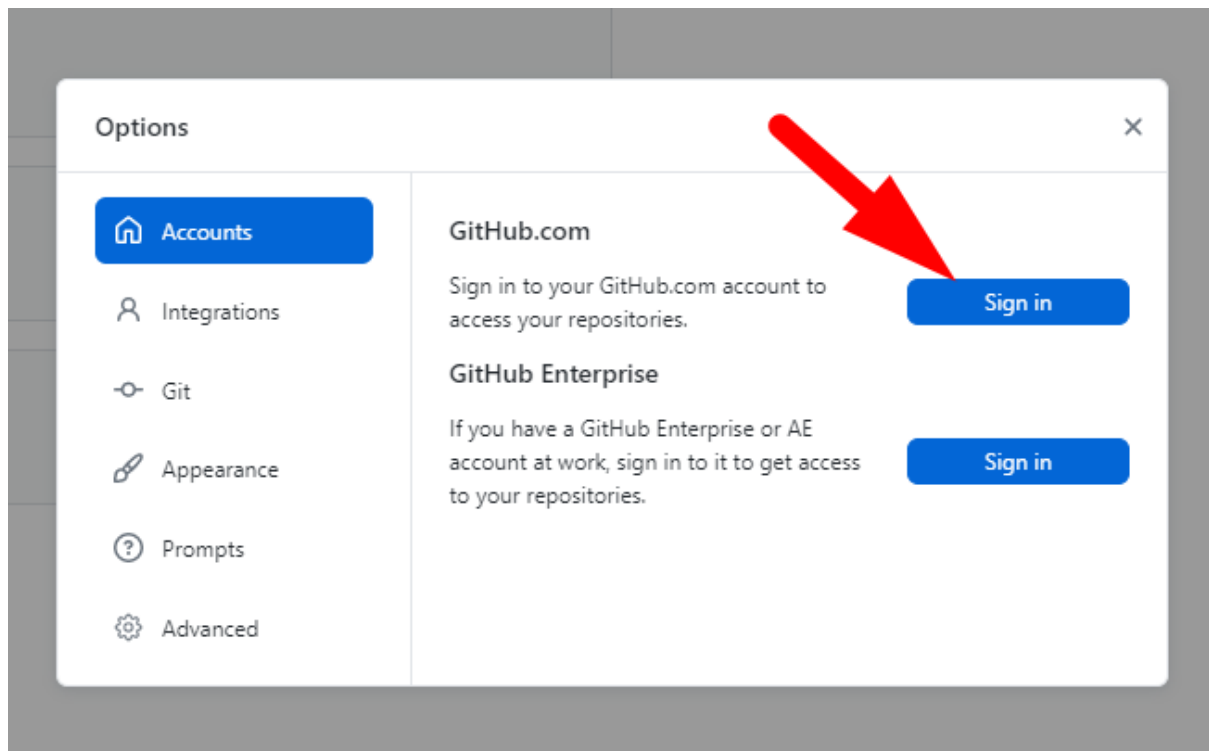 Options
Accounts
Integrations
Git
Appearance
Prompts
Advanced
GitHub.com
Sign in to your GitHub.com account to
access your repositories.
Sign in
GitHub Enterprise
If you have a GitHub Enterprise or AE
account at work, sign in to it to get access
to your repositories.
Sign in